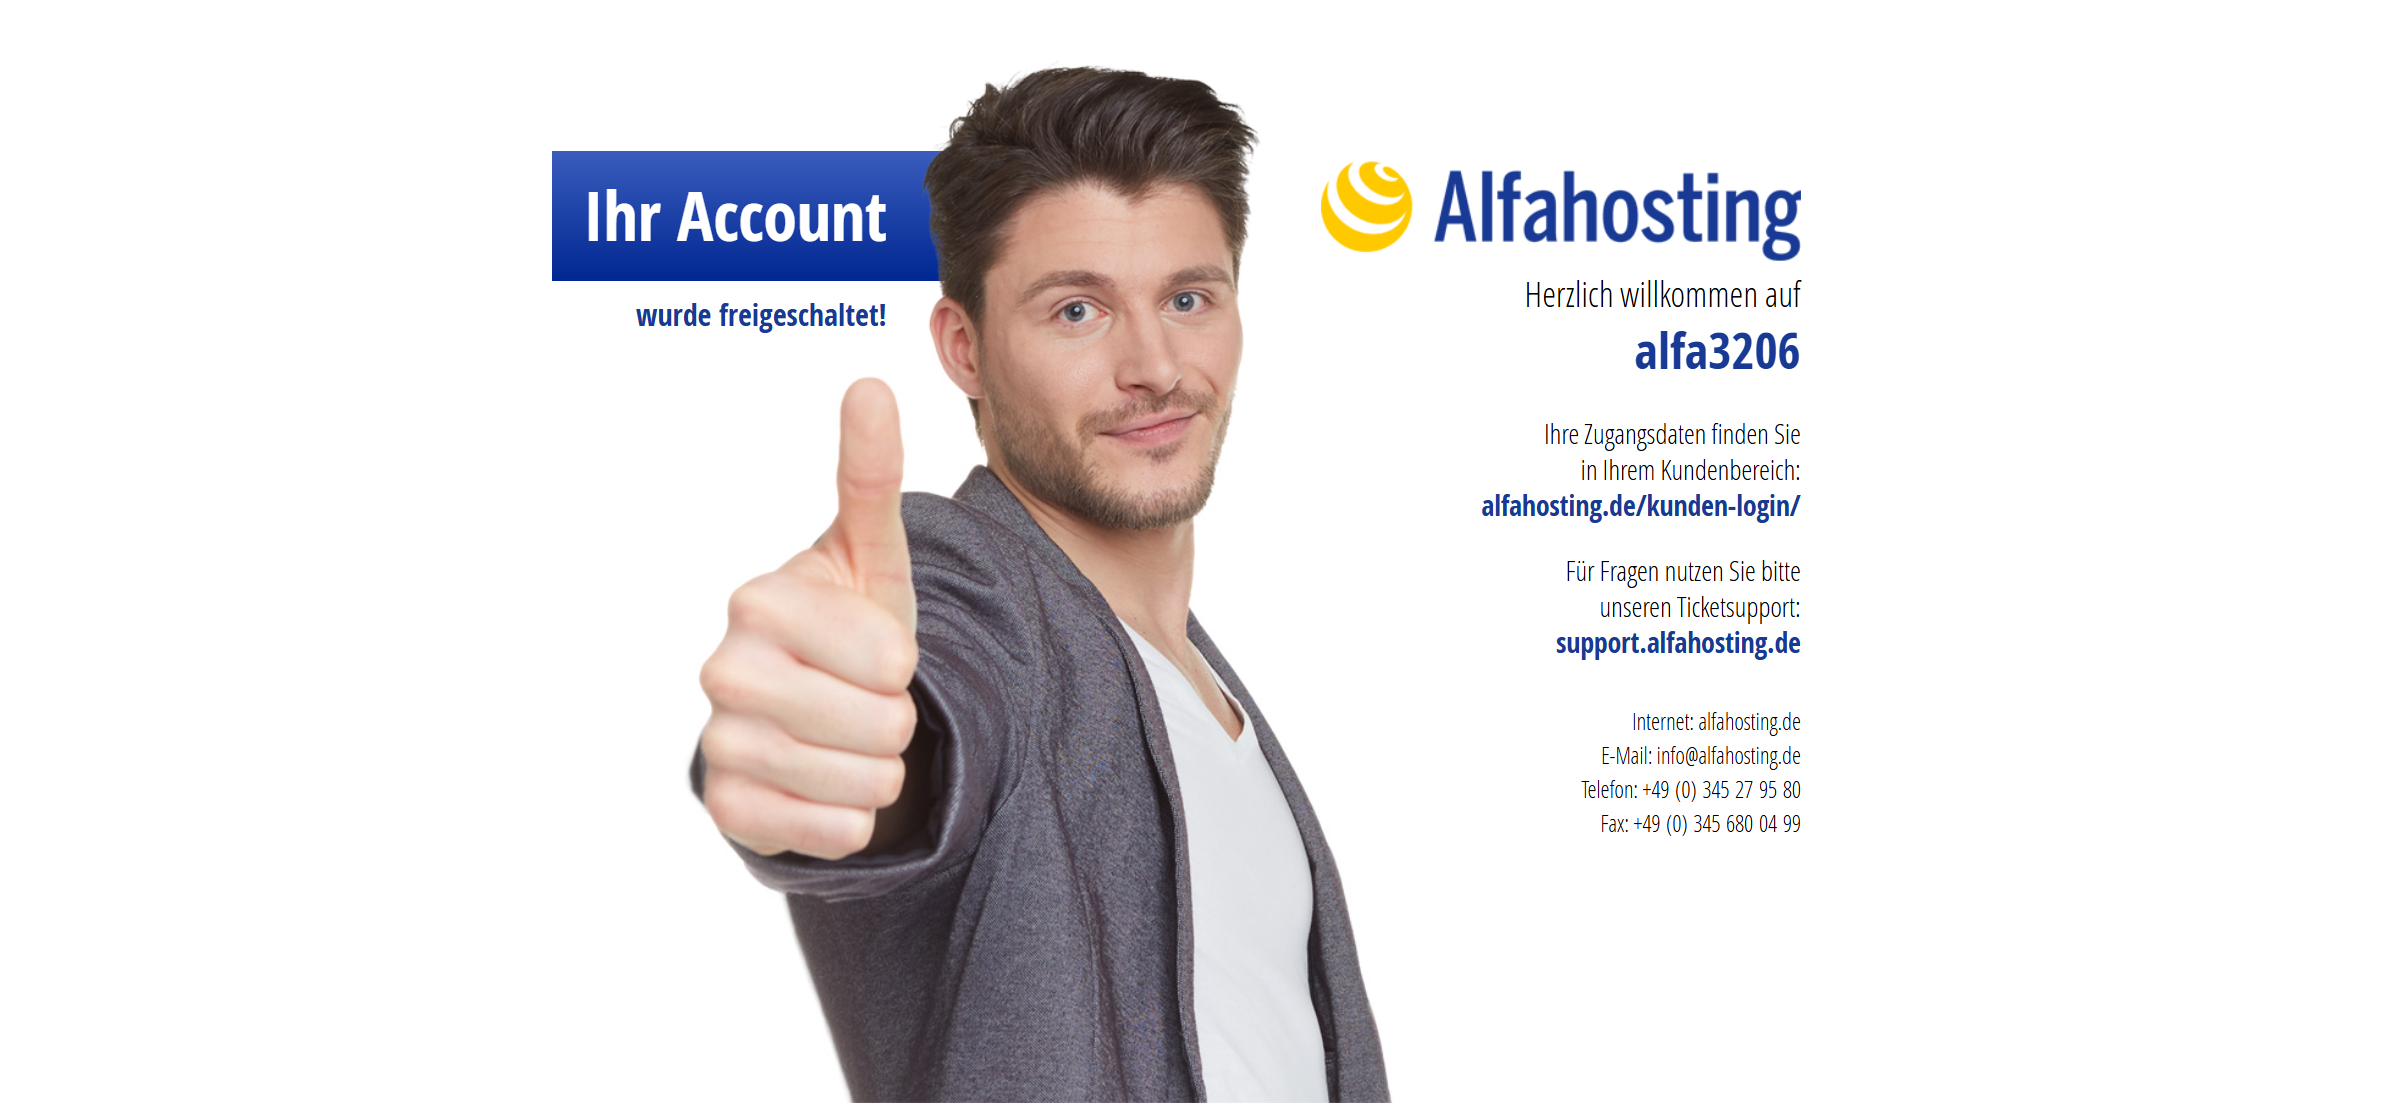 Ihr Account
wurde freigeschaltet!
Alfahosting
Herzlich willkommen auf
alfa3206
Ihre Zugangsdaten finden Sie
in Ihrem Kundenbereich:
alfahosting.de/kunden-login/
Für Fragen nutzen Sie bitte
unseren Ticketsupport:
support.alfahosting.de
Internet: alfahosting.de
E-Mail: info@alfahosting.de
Telefon: +49 (0) 345 27 95 80
Fax: +49 (0) 345 680 04 99